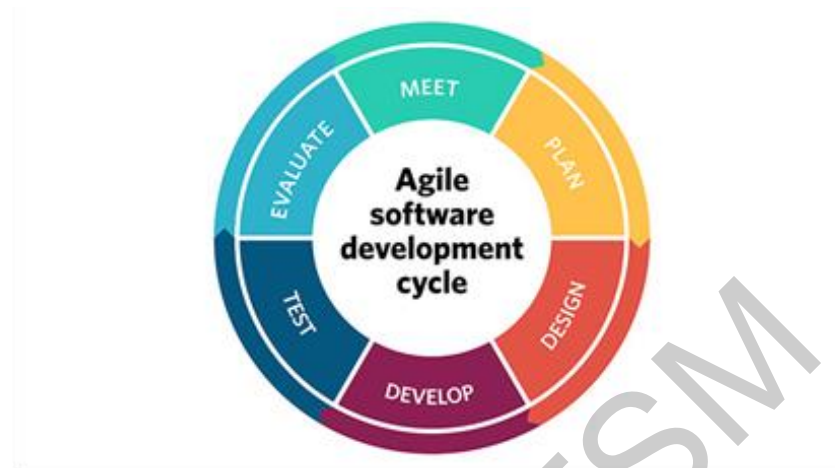 MEET
PLAN
DESIGN
DEVELOP
TEST
EVALUATE
Agile
software
development
cycle